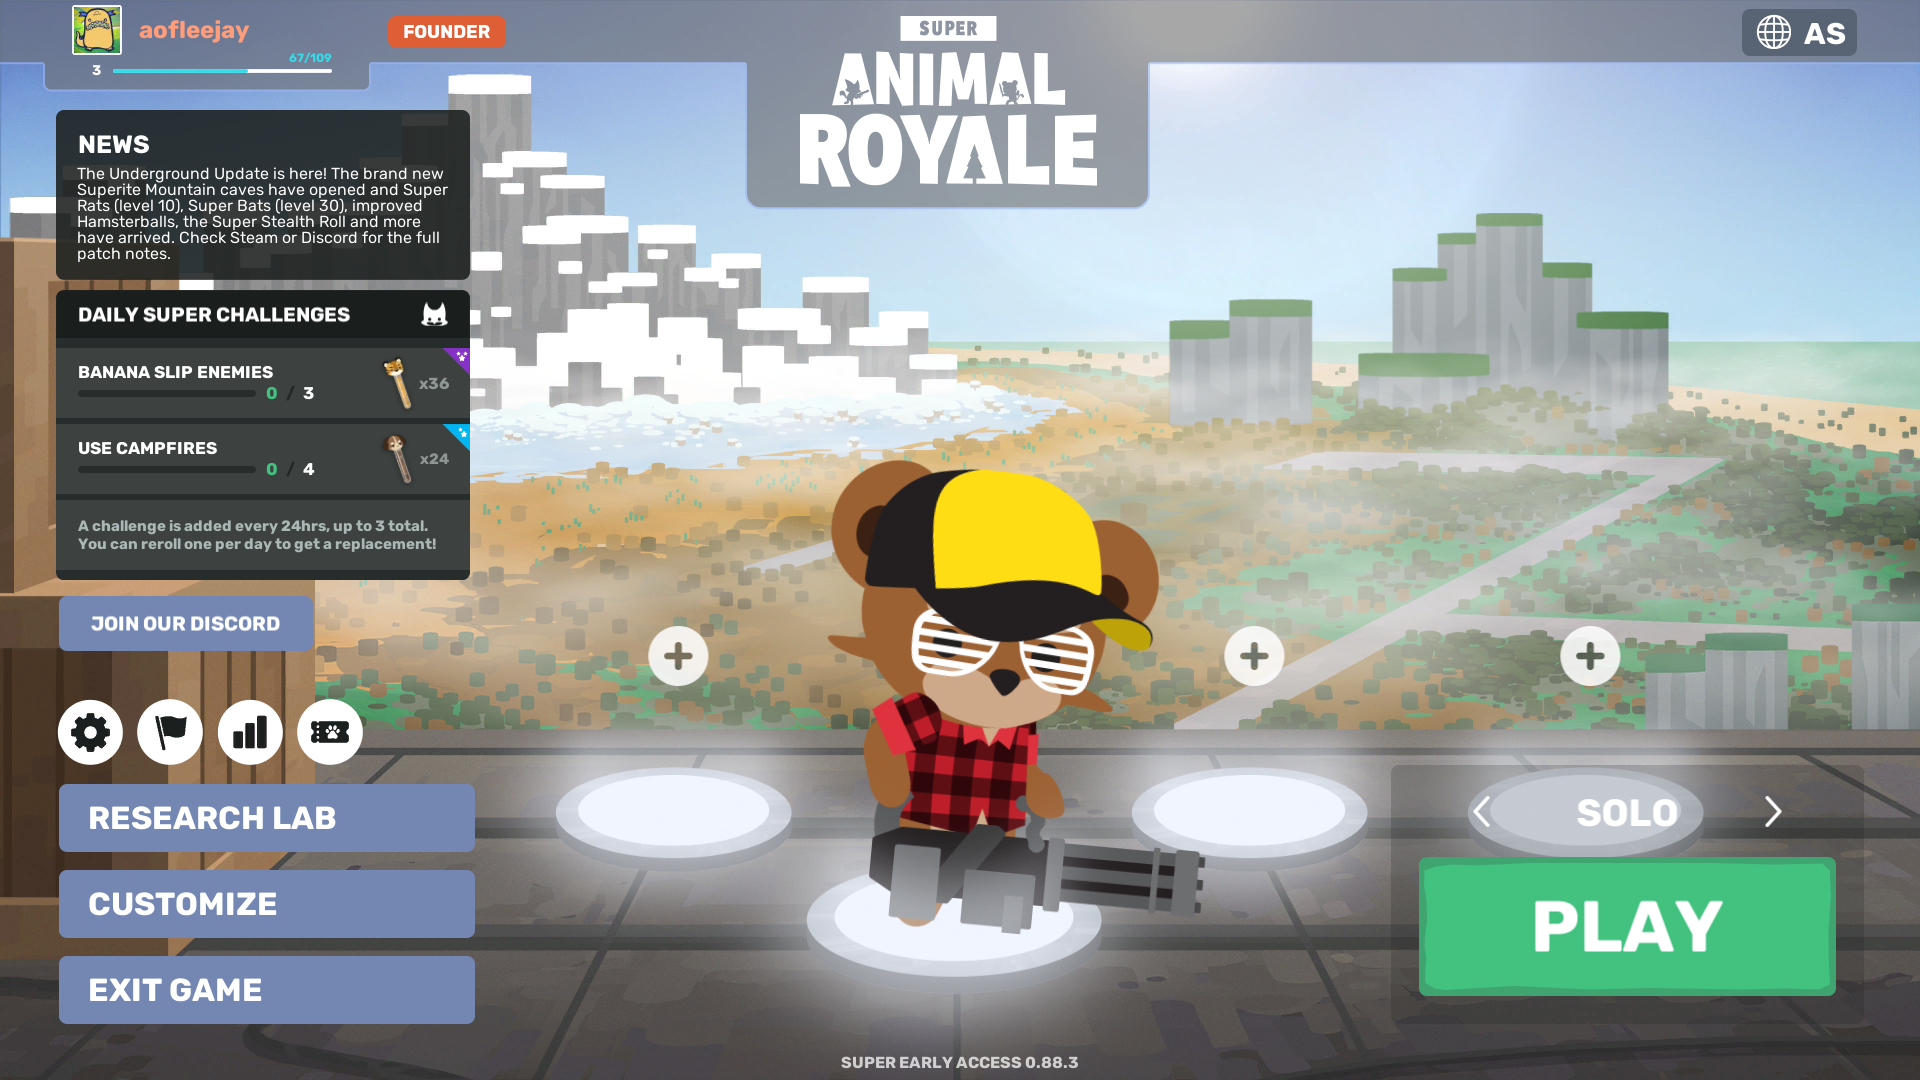 aofleejay
FOUNDER
3
67/109
SUPER
ANIMAL
ROYALE
AS
NEWS
The Underground Update is here! The brand new
Superite Mountain caves have opened and Super
Rats (level 10), Super Bats (level 30), improved
Hamsterballs, the Super Stealth Roll and more
have arrived. Check Steam or Discord for the full
patch notes.
DAILY SUPER CHALLENGES
BANANA SLIP ENEMIES
0 / 3
x36
USE CAMPFIRES
0 / 4
x24
A challenge is added every 24hrs, up to 3 total.
You can reroll one per day to get a replacement!
JOIN OUR DISCORD
RESEARCH LAB
CUSTOMIZE
EXIT GAME
SOLO
PLAY
SUPER EARLY ACCESS 0.88.3